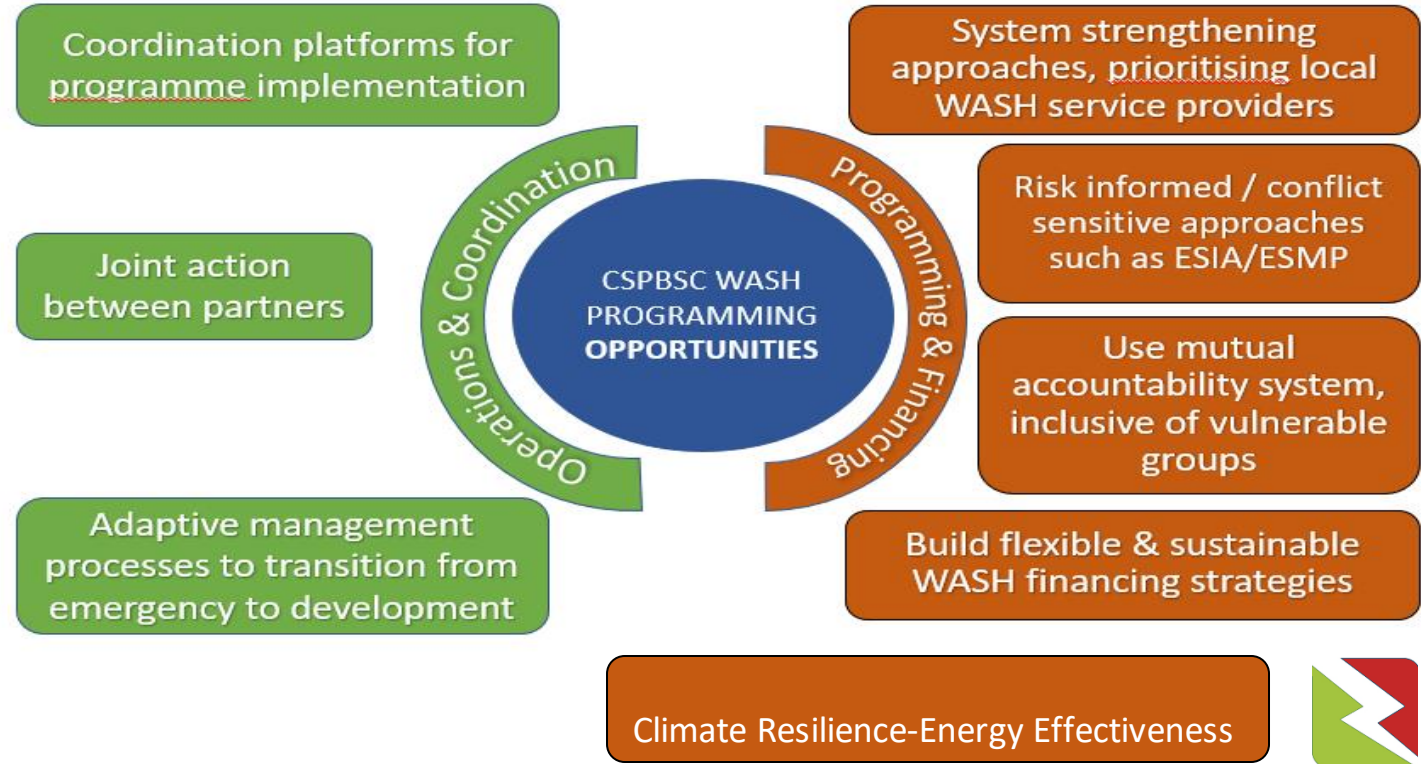 Coordination platforms for
programme implementation
Joint action
between partners
Adaptive management
processes to transition from
emergency to development
Operations & Coordination
CSPBSC WASH
PROGRAMMING
OPPORTUNITIES
Programming & Financing
System strengthening
approaches, prioritising local
WASH service providers
Risk informed / conflict
sensitive approaches
such as ESIA/ESMP
Use mutual
accountability system,
inclusive of vulnerable
groups
Build flexible & sustainable
WASH financing strategies
Climate Resilience-Energy Effectiveness